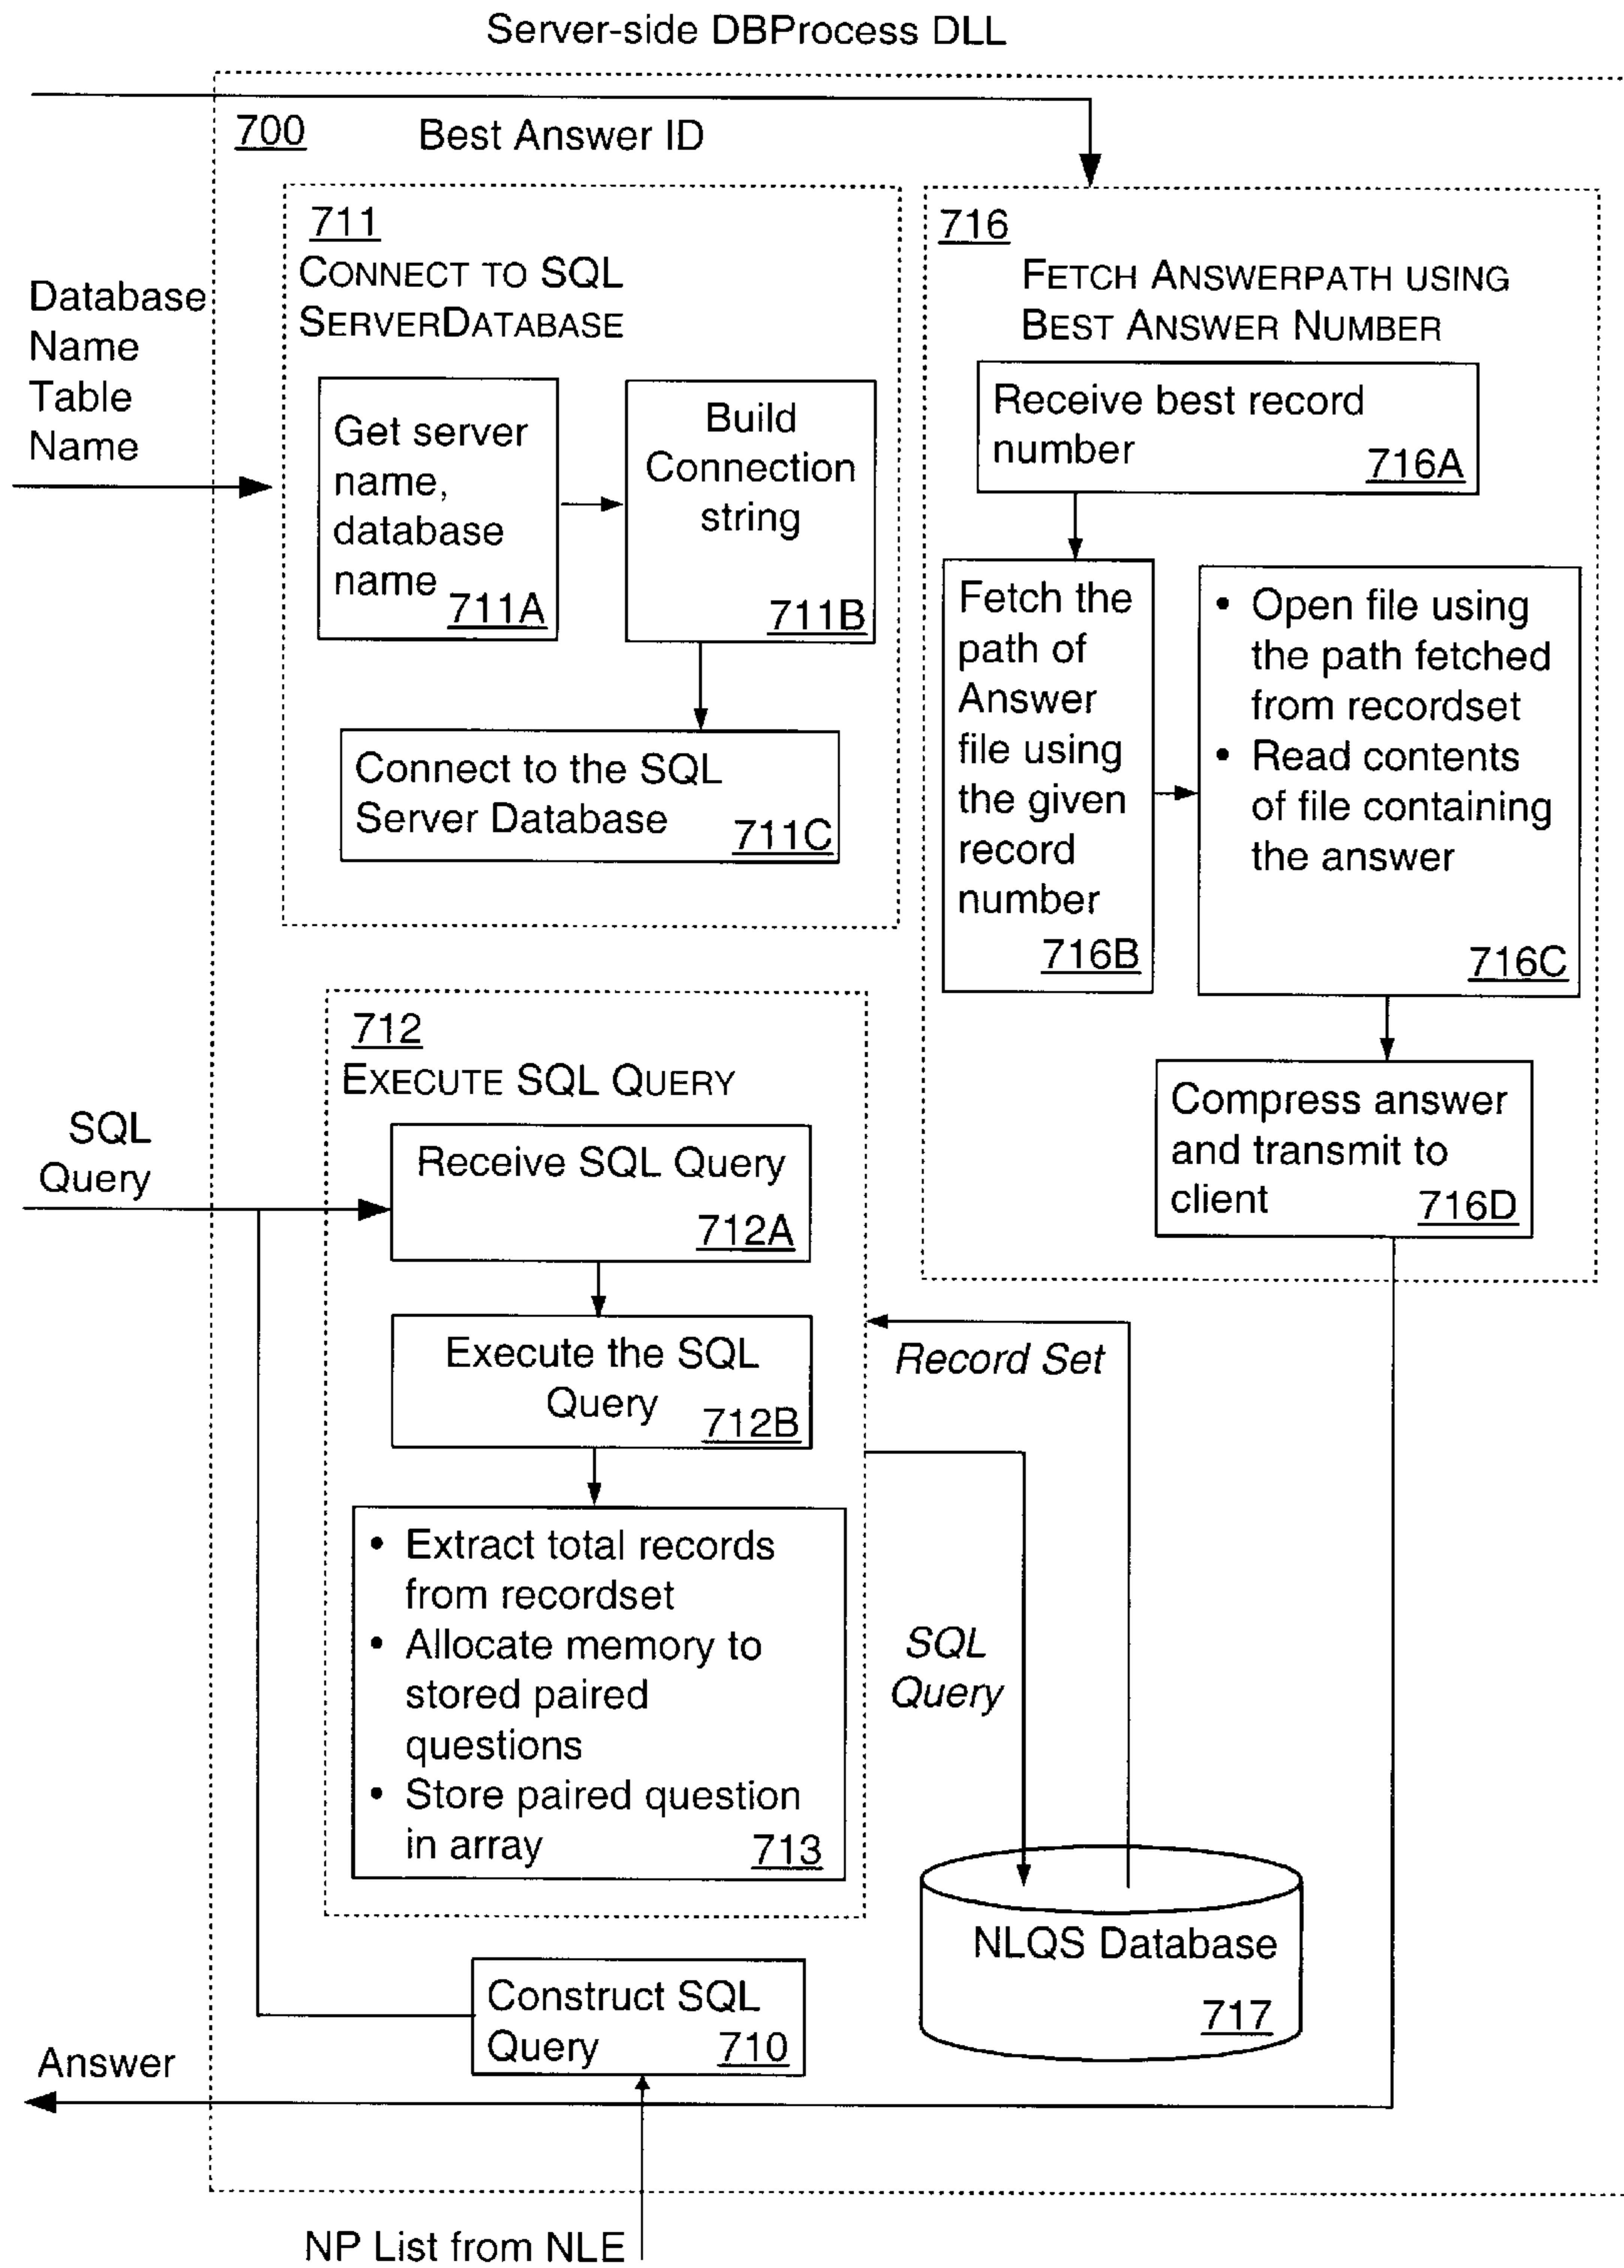 Server-side DBProcess DLL
700
Best Answer ID
Database
Name
Table
Name
711
CONNECT TO SQL
SERVERDATABASE
Get server
name,
database
name
711A
Build
Connection
string
711B
Connect to the SQL
Server Database
711C
716
FETCH ANSWERPATH USING
BEST ANSWER NUMBER
Receive best record
number
716A
Fetch the
path of
Answer
file using
the given
record
number
716B
• Open file using
the path fetched
from recordset
• Read contents
of file containing
the answer
716C
Compress answer
and transmit to
client
716D
SQL
Query
712
EXECUTE SQL QUERY
Receive SQL Query
712A
Execute the SQL
Query
712B
• Extract total records
from recordset
• Allocate memory to
stored paired
questions
• Store paired question
in array
713
Record Set
SQL
Query
NLQS Database
717
Construct SQL
Query
710
Answer
NP List from NLE